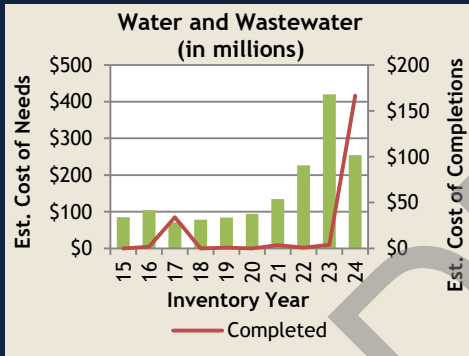 Water and Wastewater
(in millions)
Est. Cost of Needs
$500
$400
$300
$200
$100
$0
$200
$150
$100
$50
$0
Est. Cost of Completions
15 16 17 18 19 20 21 22 23 24
Inventory Year
Completed